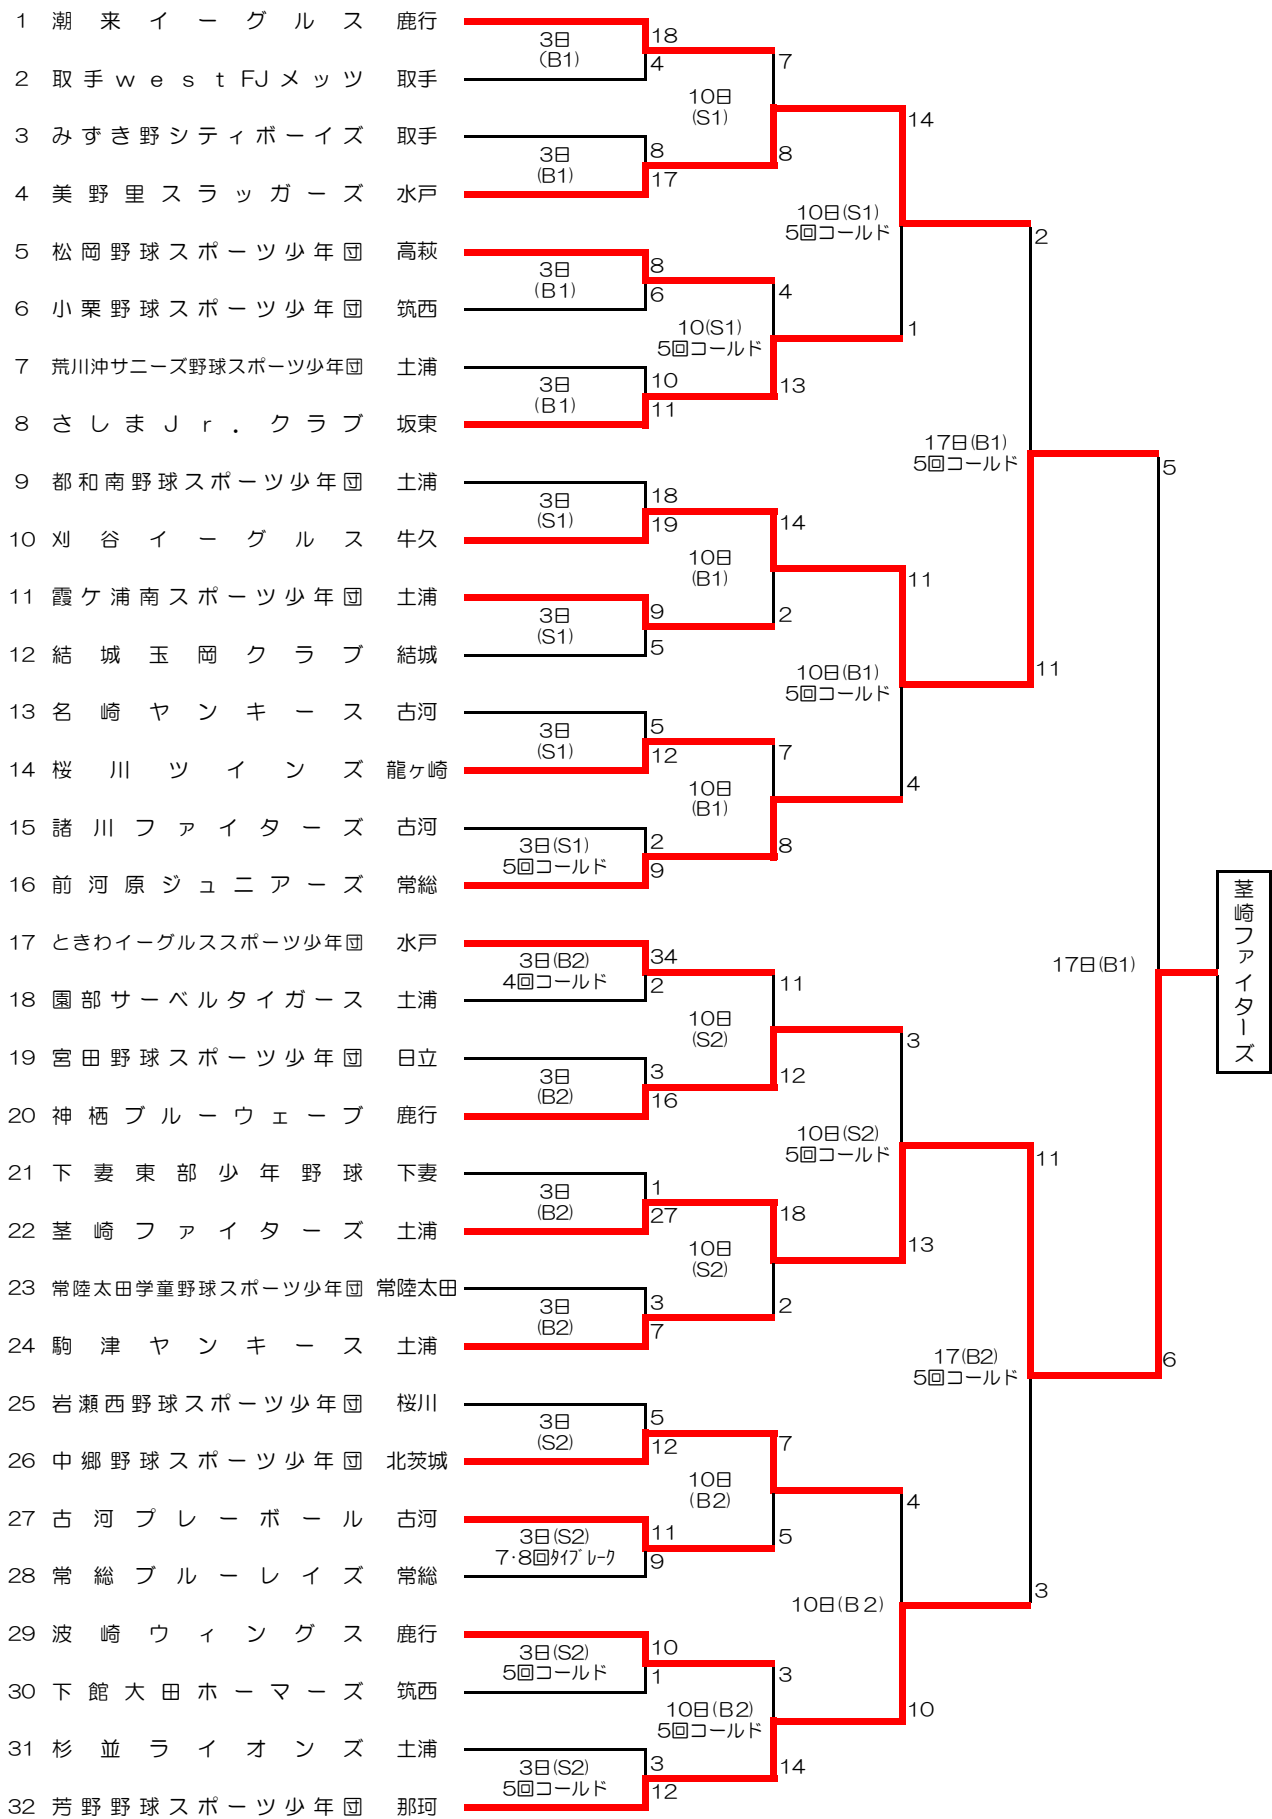 1 潮来イーグルス 鹿行
3日
(B1)
18
4
2 取手westFJメッツ 取手
7
10日
(S1)
3 みずき野シティボーイズ 取手
3日
(B1)
8
17
8
4 美野里スラッガーズ 水戸
14
10日(S1)
5回コールド
5 松岡野球スポーツ少年団 高萩
3日
(B1)
8
6
6 小栗野球スポーツ少年団 筑西
4
10(S1)
5回コールド
7 荒川沖サニーズ野球スポーツ少年団 土浦
3日
(B1)
10
11
13
1
8 さしまJr.クラブ 坂東
2
17日(B1)
5回コールド
9 都和南野球スポーツ少年団 土浦
3日
(S1)
18
19
10 刈谷イーグルス 牛久
14
10日
(B1)
11 霞ケ浦南スポーツ少年団 土浦
3日
(S1)
9
5
2
12 結城玉岡クラブ 結城
11
10日(B1)
5回コールド
11
13 名崎ヤンキース 古河
3日
(S1)
5
12
14 桜川ツインズ 龍ヶ崎
7
10日
(B1)
4
15 諸川ファイターズ 古河
3日(S1)
5回コールド
2
9
8
16 前河原ジュニアーズ 常総
5
17日(B1)
茎崎ファイターズ
17 ときわイーグルススポーツ少年団 水戸
3日(B2)
4回コールド
34
2
18 園部サーベルタイガース 土浦
11
10日
(S2)
19 宮田野球スポーツ少年団 日立
3日
(B2)
3
16
12
20 神栖ブルーウェーブ 鹿行
3
10日(S2)
5回コールド
21 下妻東部少年野球 下妻
3日
(B2)
1
27
22 茎崎ファイターズ 土浦
18
10日
(S2)
13
23 常陸太田学童野球スポーツ少年団 常陸太田
3日
(B2)
3
7
2
24 駒津ヤンキース 土浦
11
17(B2)
5回コールド
6
25 岩瀬西野球スポーツ少年団 桜川
3日
(S2)
5
12
26 中郷野球スポーツ少年団 北茨城
7
10日
(B2)
27 古河プレーボール 古河
3日(S2)
7・8回タイブレーク
11
9
5
28 常総ブルーレイズ 常総
4
10日(B2)
3
29 波崎ウィングス 鹿行
3日(S2)
5回コールド
10
1
30 下館大田ホーマーズ 筑西
3
10日(B2)
5回コールド
10
31 杉並ライオンズ 土浦
3日(S2)
5回コールド
3
12
14
32 芳野野球スポーツ少年団 那珂